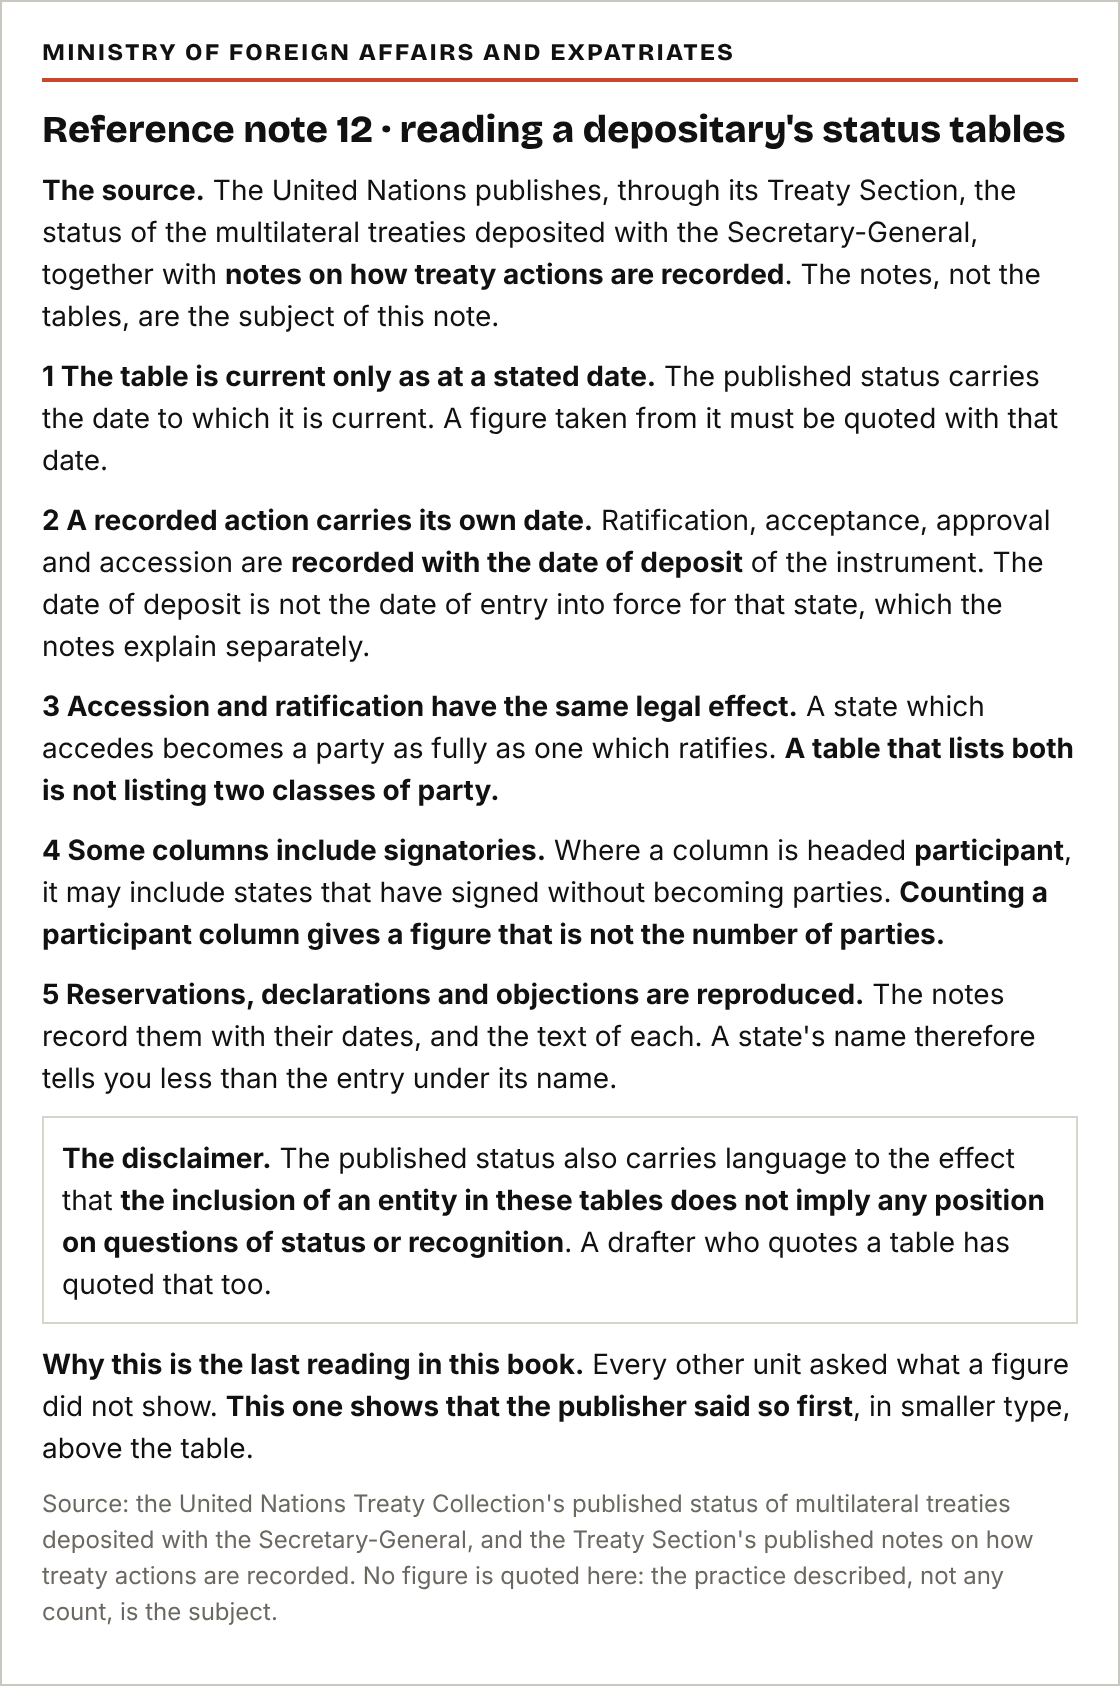 MINISTRY OF FOREIGN AFFAIRS AND EXPATRIATES
Reference note 12 · reading a depositary's status tables
The source. The United Nations publishes, through its Treaty Section, the
status of the multilateral treaties deposited with the Secretary-General,
together with notes on how treaty actions are recorded. The notes, not the
tables, are the subject of this note.
1 The table is current only as at a stated date. The published status carries
the date to which it is current. A figure taken from it must be quoted with that
date.
2 A recorded action carries its own date. Ratification, acceptance, approval
and accession are recorded with the date of deposit of the instrument. The
date of deposit is not the date of entry into force for that state, which the
notes explain separately.
3 Accession and ratification have the same legal effect. A state which
accedes becomes a party as fully as one which ratifies. A table that lists both
is not listing two classes of party.
4 Some columns include signatories. Where a column is headed participant,
it may include states that have signed without becoming parties. Counting a
participant column gives a figure that is not the number of parties.
5 Reservations, declarations and objections are reproduced. The notes
record them with their dates, and the text of each. A state's name therefore
tells you less than the entry under its name.
The disclaimer. The published status also carries language to the effect
that the inclusion of an entity in these tables does not imply any position
on questions of status or recognition. A drafter who quotes a table has
quoted that too.
Why this is the last reading in this book. Every other unit asked what a figure
did not show. This one shows that the publisher said so first, in smaller type,
above the table.
Source: the United Nations Treaty Collection's published status of multilateral treaties
deposited with the Secretary-General, and the Treaty Section's published notes on how
treaty actions are recorded. No figure is quoted here: the practice described, not any
count, is the subject.